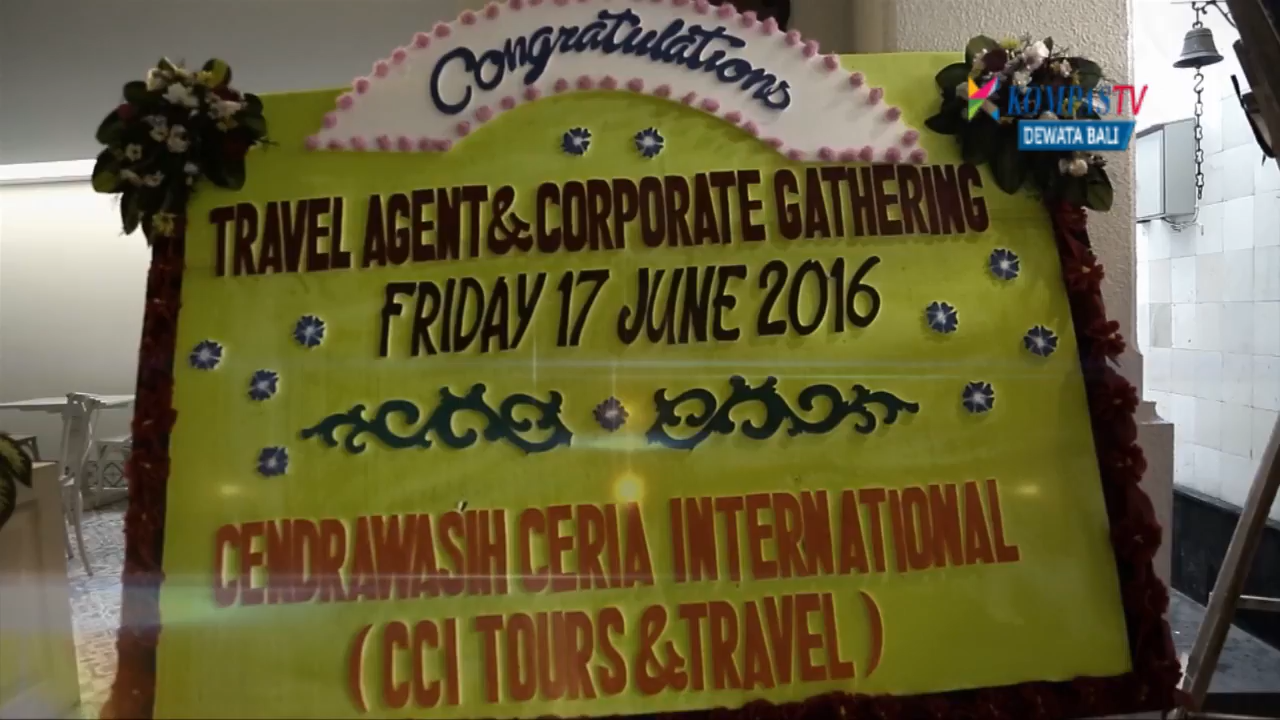 Congratulations
KOMPASTV
DEWATA BALI
TRAVEL AGENT & CORPORATE GATHERING
FRIDAY 17 JUNE 2016
CENDRAWASIH CERIA INTERNATIONAL
( CCI TOURS & TRAVEL )